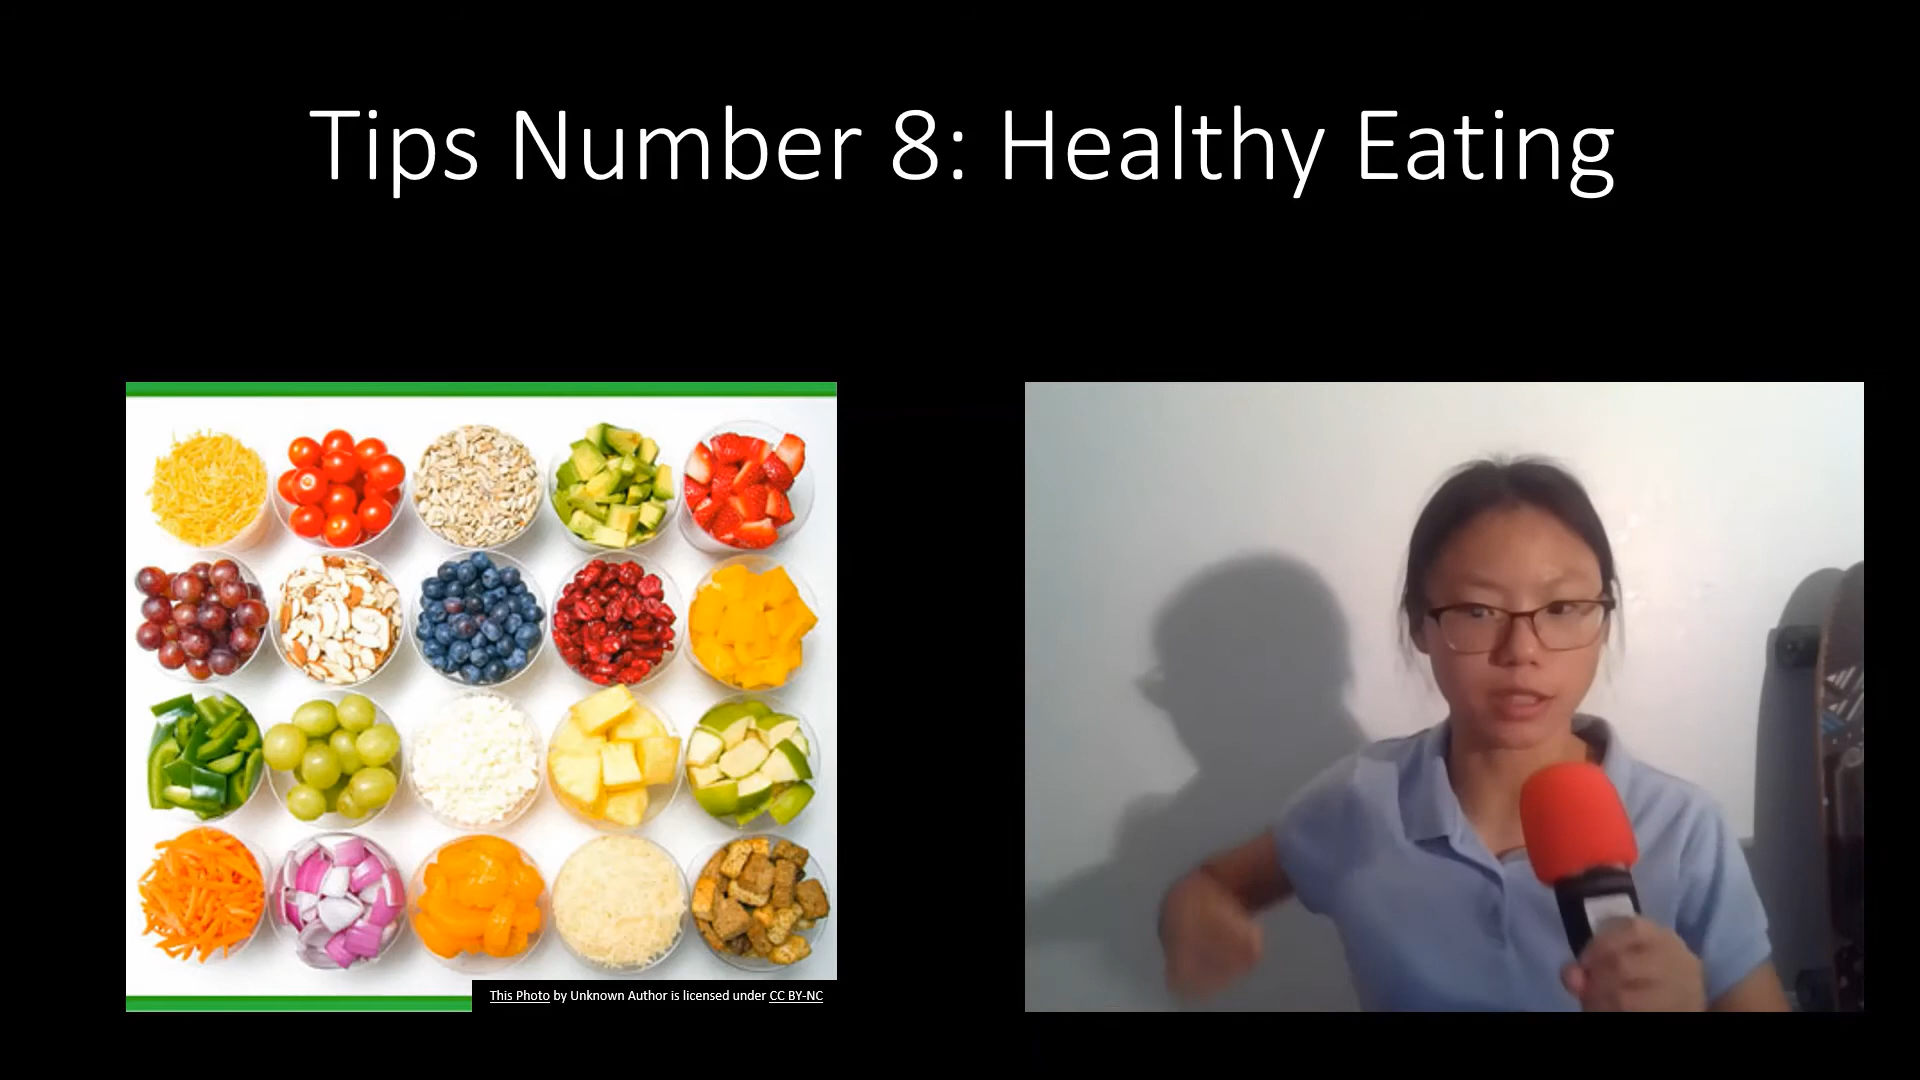 Tips Number 8: Healthy Eating
This Photo by Unknown Author is licensed under CC BY-NC